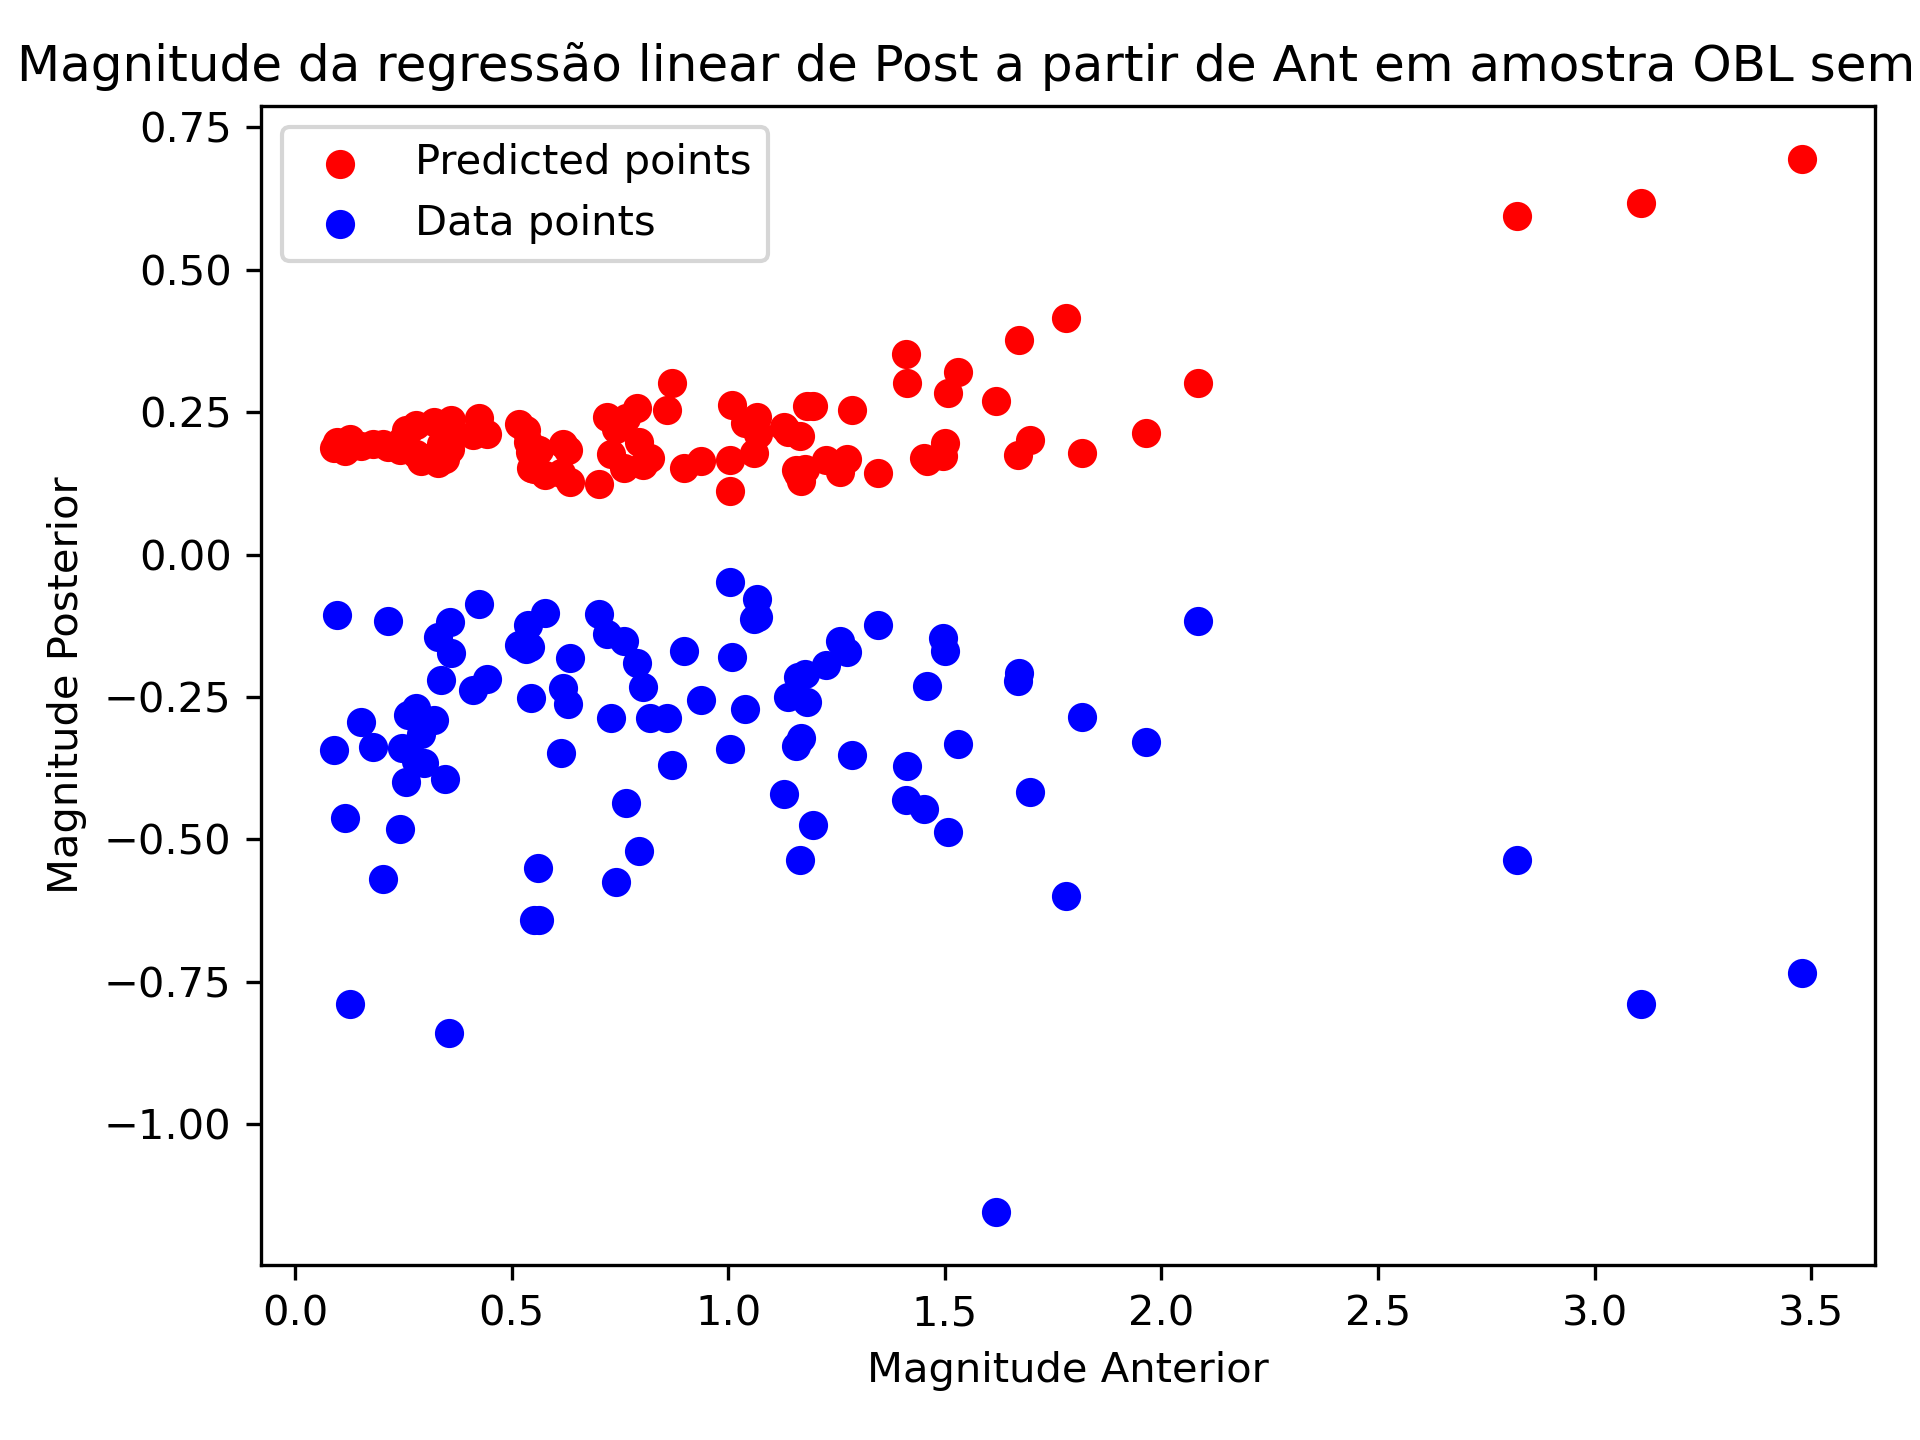 Magnitude da regressão linear de Post a partir de Ant em amostra OBL sem
Predicted points
Data points
0.75
0.50
0.25
0.00
−0.25
−0.50
−0.75
−1.00
Magnitude Posterior
0.0 0.5 1.0 1.5 2.0 2.5 3.0 3.5
Magnitude Anterior